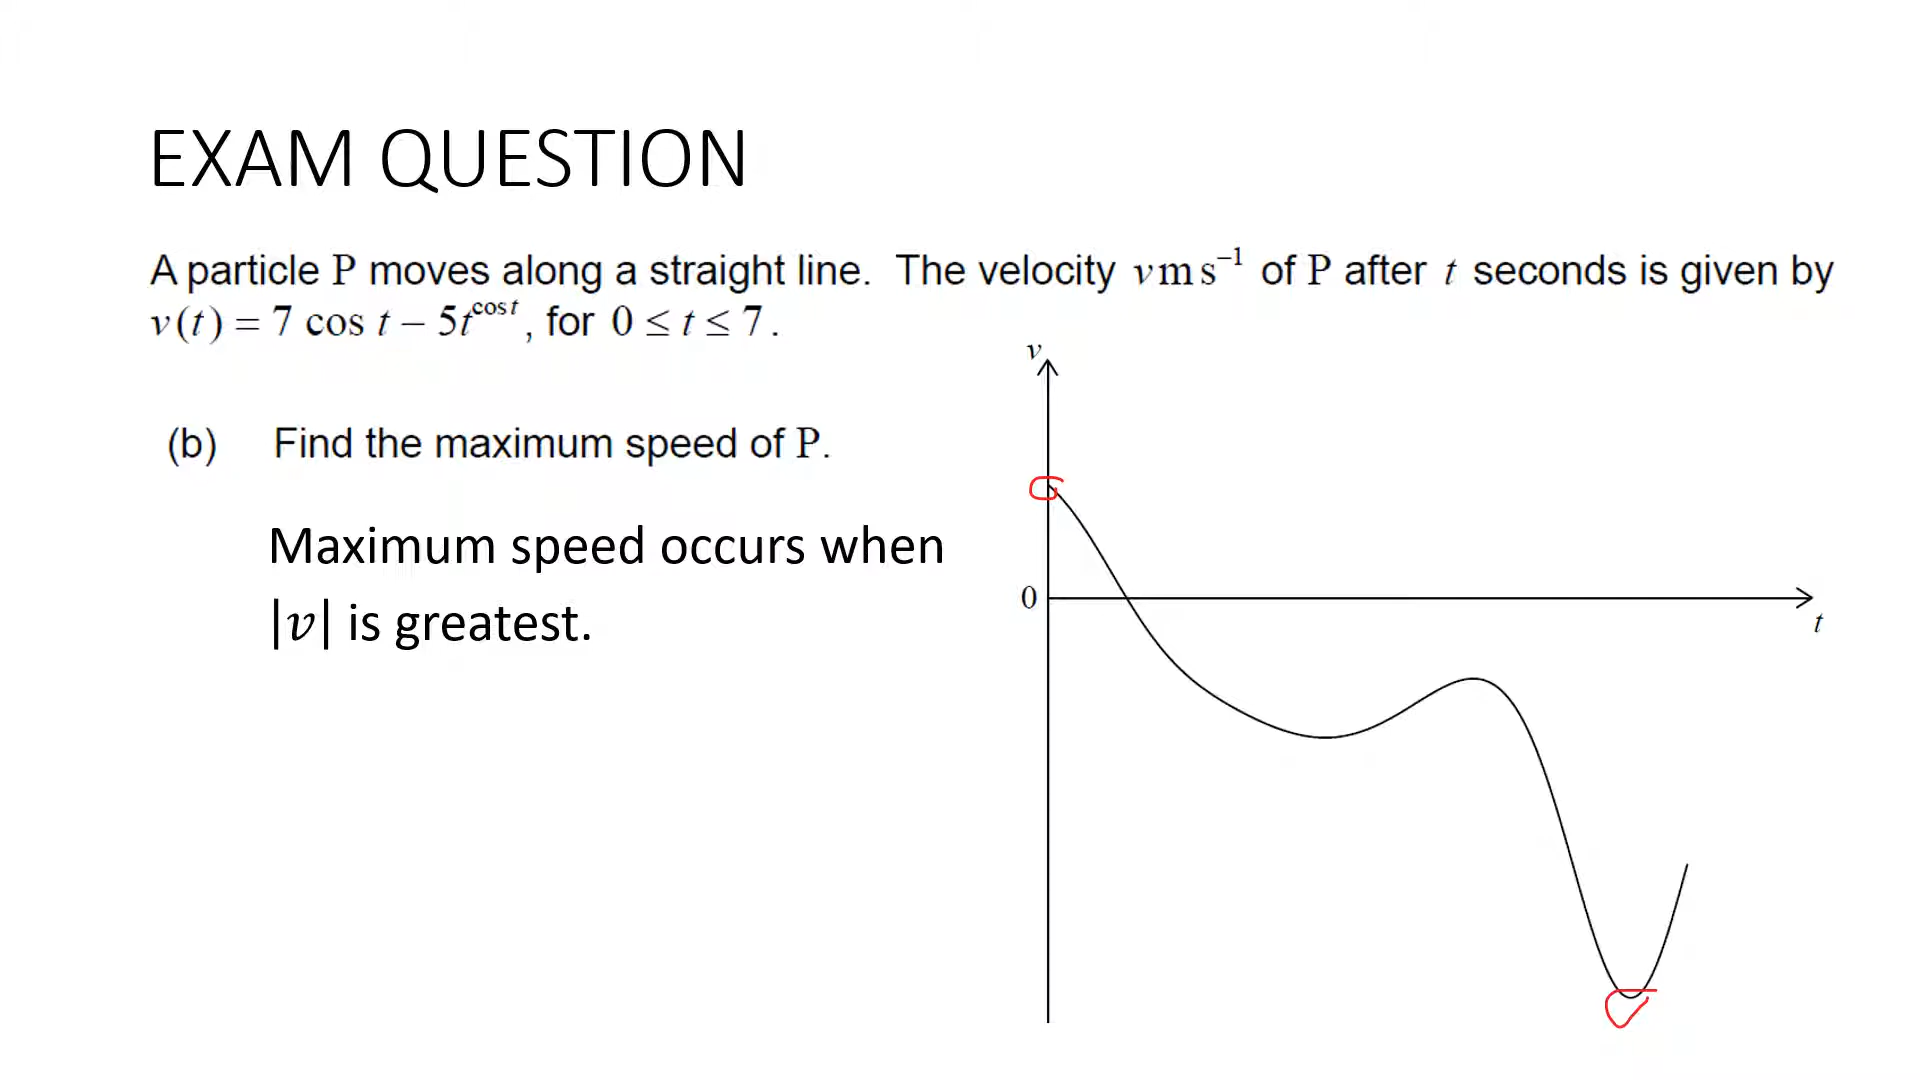 EXAM QUESTION
A particle P moves along a straight line. The velocity v m s⁻¹ of P after t seconds is given by
v(t) = 7 cos t − 5t^cos t, for 0 ≤ t ≤ 7.
v
(b) Find the maximum speed of P.
Maximum speed occurs when
|v| is greatest.
0
t